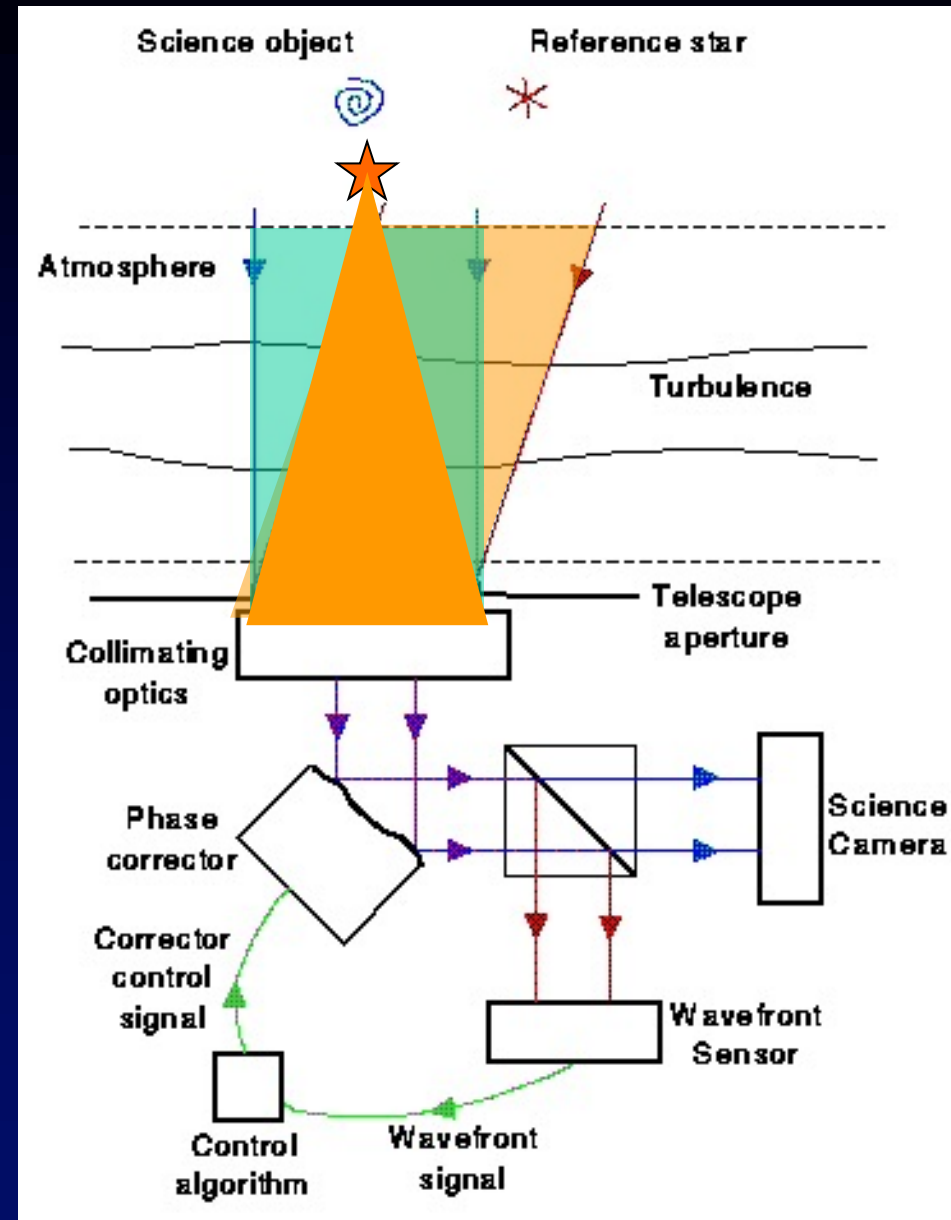 Science object
Reference star
Atmosphere
Turbulence
Telescope
aperture
Collimating
optics
Phase
corrector
Science
Camera
Corrector
control
signal
Wavefront
Sensor
Control
algorithm
Wavefront
signal